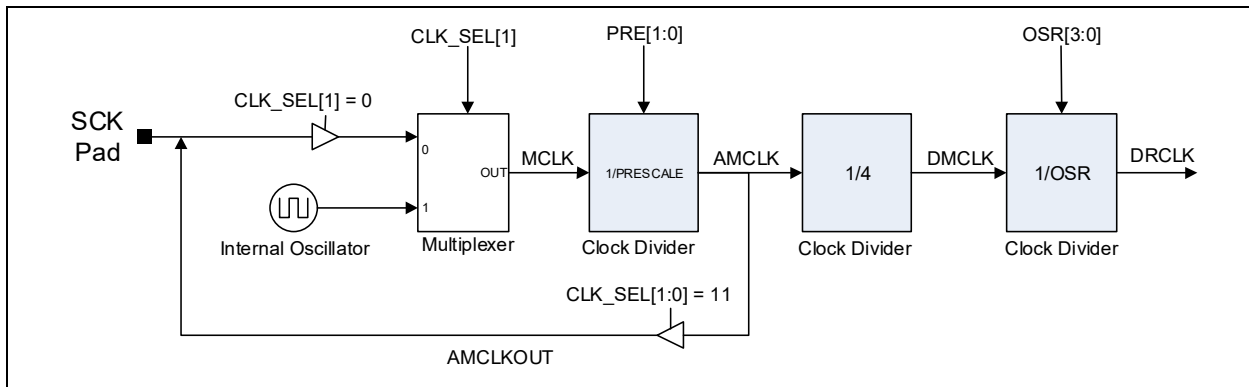 CLK_SEL[1]
PRE[1:0]
OSR[3:0]
CLK_SEL[1] = 0
SCK
Pad
0
OUT
MCLK
1/PRESCALE
AMCLK
1/4
DMCLK
1/OSR
DRCLK
1
Internal Oscillator
Multiplexer
Clock Divider
Clock Divider
Clock Divider
CLK_SEL[1:0] = 11
AMCLKOUT